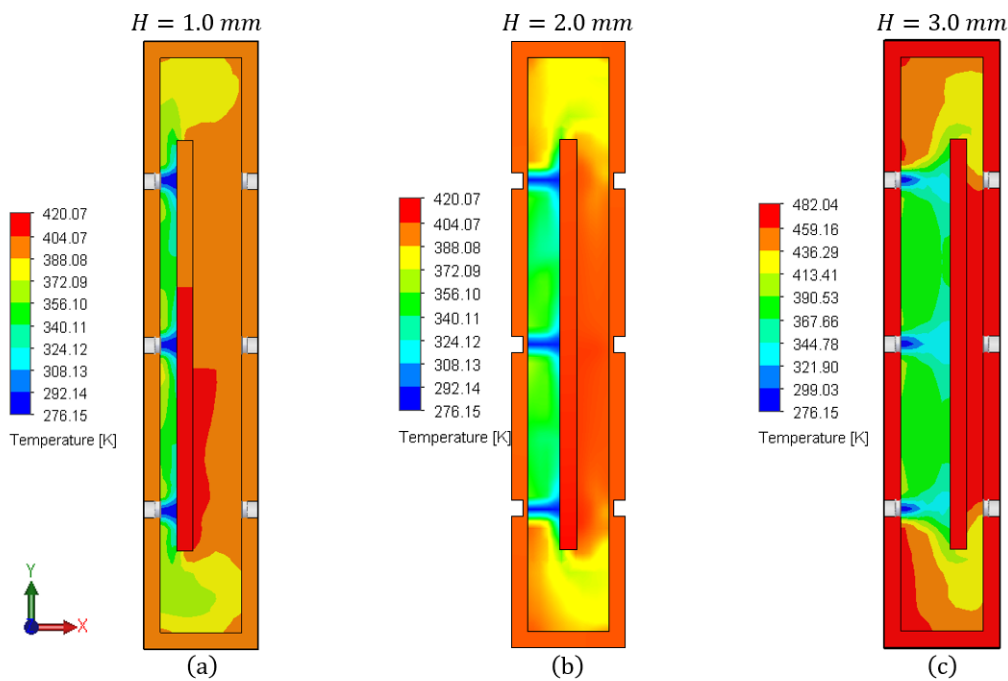 H = 1.0 mm
H = 2.0 mm
H = 3.0 mm
420.07
404.07
388.08
372.09
356.10
340.11
324.12
308.13
292.14
276.15
Temperature [K]
420.07
404.07
388.08
372.09
356.10
340.11
324.12
308.13
292.14
276.15
Temperature [K]
482.04
459.16
436.29
413.41
390.53
367.66
344.78
321.90
299.03
276.15
Temperature [K]
Y
X
(a)
(b)
(c)